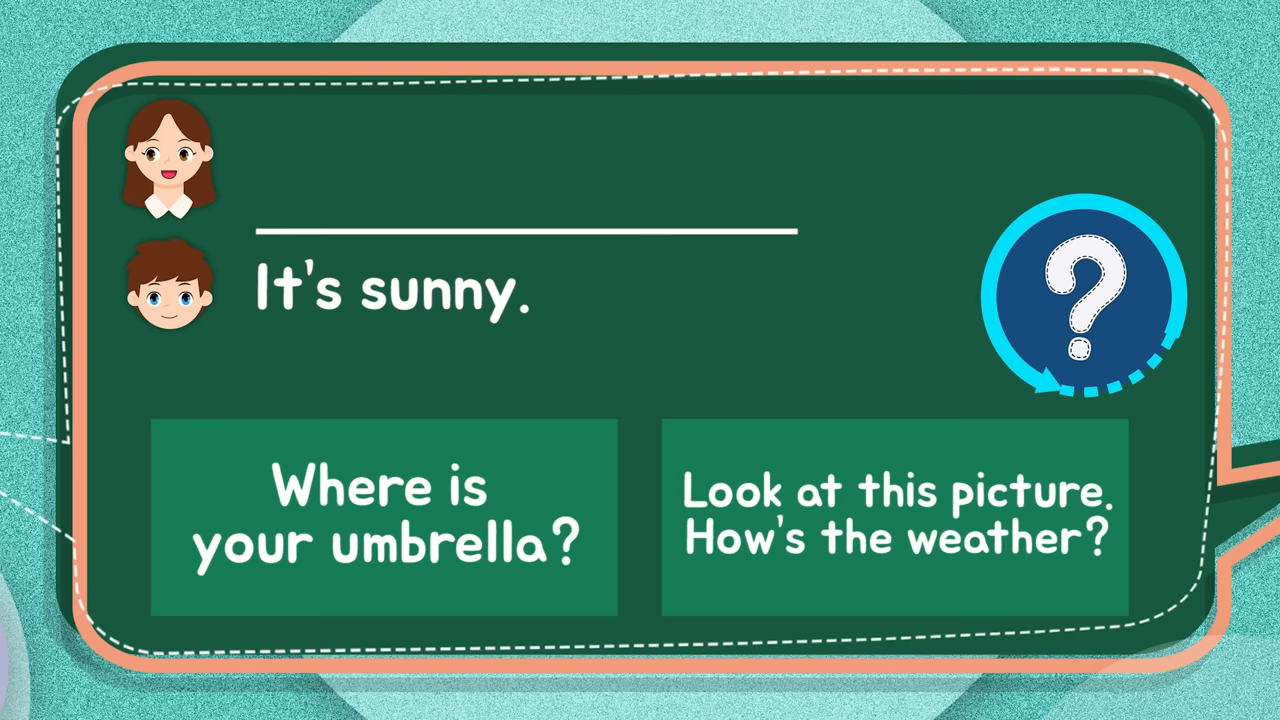 It's sunny.
Where is
your umbrella?
Look at this picture.
How's the weather?
?